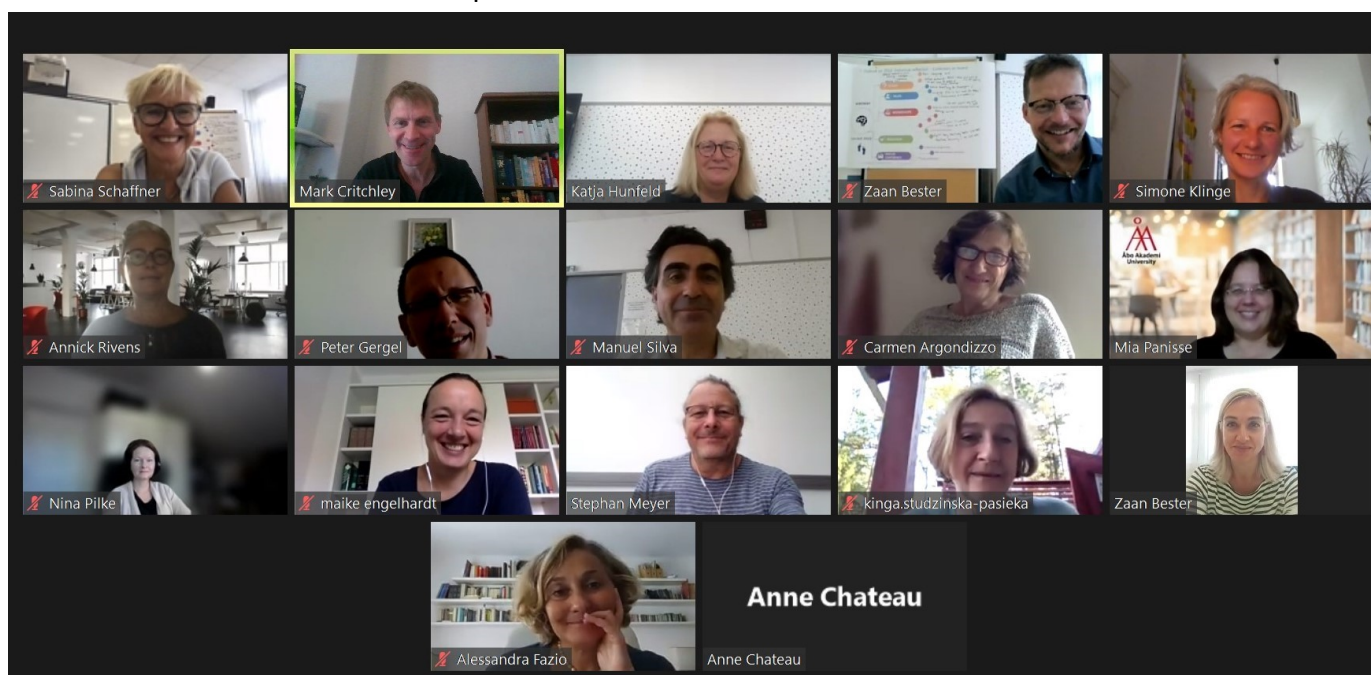 Sabina Schaffner
Mark Critchley
Katja Hunfeld
Zaan Bester
Simone Klinge
Åbo Akademi
University
Annick Rivens
Peter Gergel
Manuel Silva
Carmen Argondizzo
Mia Panisse
Nina Pilke
maike engelhardt
Stephan Meyer
kinga.studzinska-pasieka
Zaan Bester
Anne Chateau
Alessandra Fazio
Anne Chateau